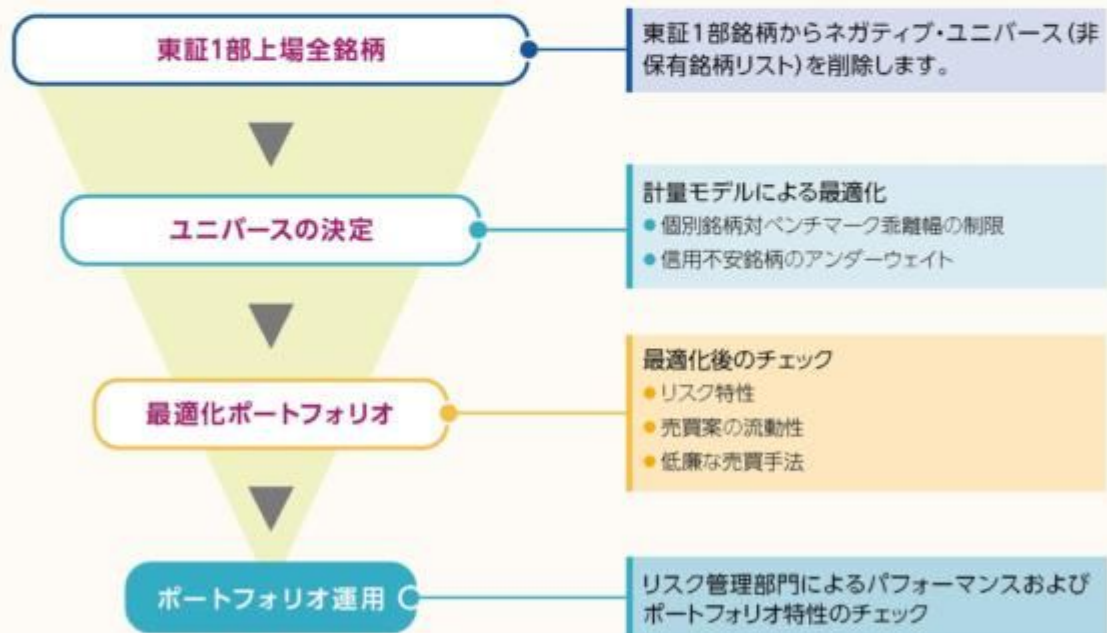 東証1部上場全銘柄
東証1部銘柄からネガティブ・ユニバース(非
保有銘柄リスト)を削除します。
ユニバースの決定
計量モデルによる最適化
●個別銘柄対ベンチマーク乖離幅の制限
●信用不安銘柄のアンダーウェイト
最適化ポートフォリオ
最適化後のチェック
●リスク特性
●売買案の流動性
●低廉な売買手法
ポートフォリオ運用
リスク管理部門によるパフォーマンスおよび
ポートフォリオ特性のチェック